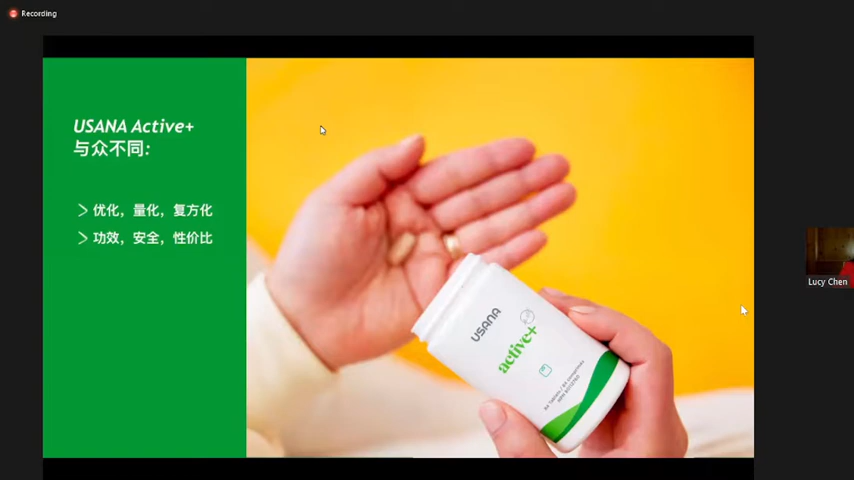 Recording
USANA Active+
与众不同:
优化，量化，复方化
功效，安全，性价比
USANA
active+
Lucy Chen